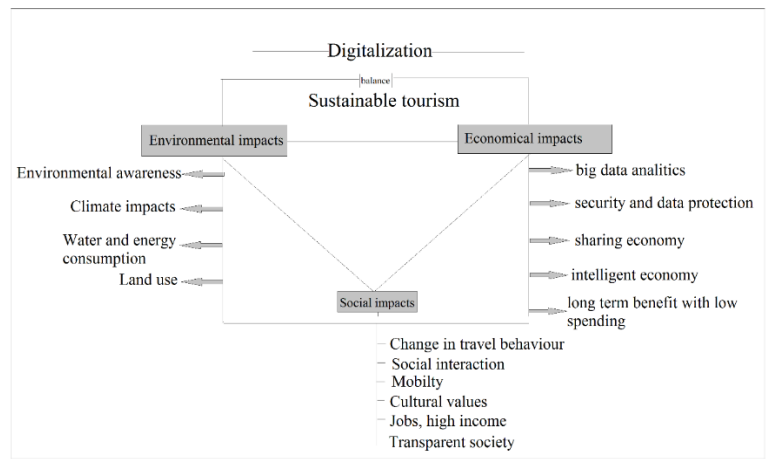 Digitalization
balance
Sustainable tourism
Environmental impacts
Economical impacts
Environmental awareness
Climate impacts
Water and energy
consumption
Land use
big data analitics
security and data protection
sharing economy
intelligent economy
long term benefit with low
spending
Social impacts
Change in travel behaviour
Social interaction
Mobilty
Cultural values
Jobs, high income
Transparent society